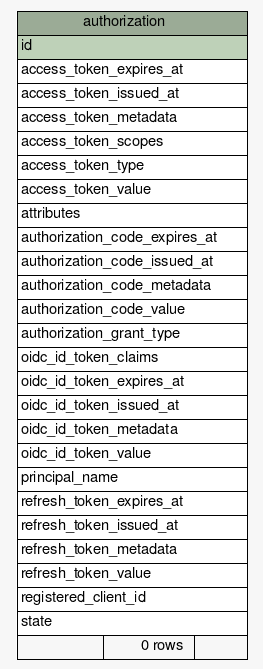 authorization
id
access_token_expires_at
access_token_issued_at
access_token_metadata
access_token_scopes
access_token_type
access_token_value
attributes
authorization_code_expires_at
authorization_code_issued_at
authorization_code_metadata
authorization_code_value
authorization_grant_type
oidc_id_token_claims
oidc_id_token_expires_at
oidc_id_token_issued_at
oidc_id_token_metadata
oidc_id_token_value
principal_name
refresh_token_expires_at
refresh_token_issued_at
refresh_token_metadata
refresh_token_value
registered_client_id
state
0 rows